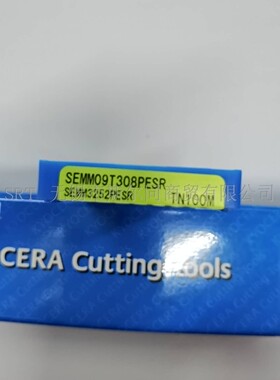 SEMM09T308PESR
SEMM3252PESR TN100M
CERA Cutting Tools